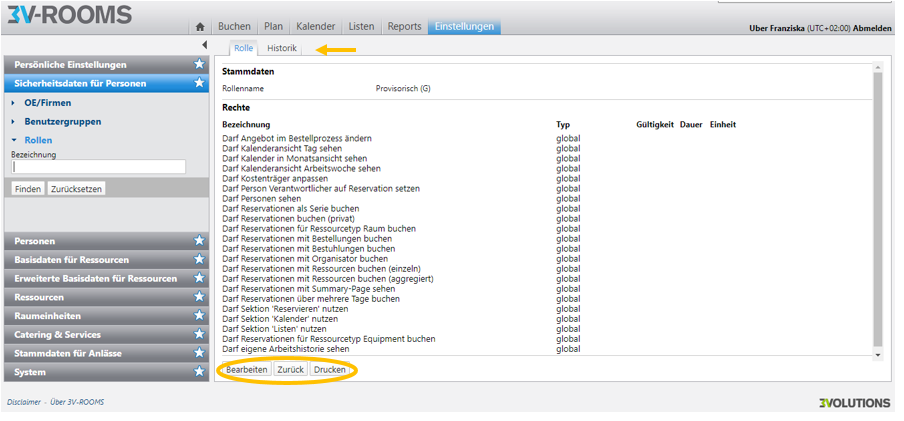 3V-ROOMS
Buchen Plan Kalender Listen Reports Einstellungen
Uber Franziska (UTC+02:00) Abmelden
Persönliche Einstellungen
Sicherheitsdaten für Personen
OE/Firmen
Benutzergruppen
Rollen
Bezeichnung
Finden Zurücksetzen
Personen
Basisdaten für Ressourcen
Erweiterte Basisdaten für Ressourcen
Ressourcen
Raumeinheiten
Catering & Services
Stammdaten für Anlässe
System
Rolle Historik
Stammdaten
Rollenname Provisorisch (G)
Rechte
Bezeichnung Typ Gültigkeit Dauer Einheit
Darf Angebot im Bestellprozess ändern global
Darf Kalenderansicht Tag sehen global
Darf Kalender in Monatsansicht sehen global
Darf Kalenderansicht Arbeitswoche sehen global
Darf Kostenträger anpassen global
Darf Person Verantwortlicher auf Reservation setzen global
Darf Personen sehen global
Darf Reservationen als Serie buchen global
Darf Reservationen buchen (privat) global
Darf Reservationen für Ressourcetyp Raum buchen global
Darf Reservationen mit Bestellungen buchen global
Darf Reservationen mit Bestuhlungen buchen global
Darf Reservationen mit Organisator buchen global
Darf Reservationen mit Ressourcen buchen (einzeln) global
Darf Reservationen mit Ressourcen buchen (aggregiert) global
Darf Reservationen mit Summary-Page sehen global
Darf Reservationen über mehrere Tage buchen global
Darf Sektion 'Reservieren' nutzen global
Darf Sektion 'Kalender' nutzen global
Darf Sektion 'Listen' nutzen global
Darf Reservationen für Ressourcetyp Equipment buchen global
Darf eigene Arbeitshistorie sehen global
Bearbeiten Zurück Drucken
Disclaimer - Über 3V-ROOMS
3VOLUTIONS